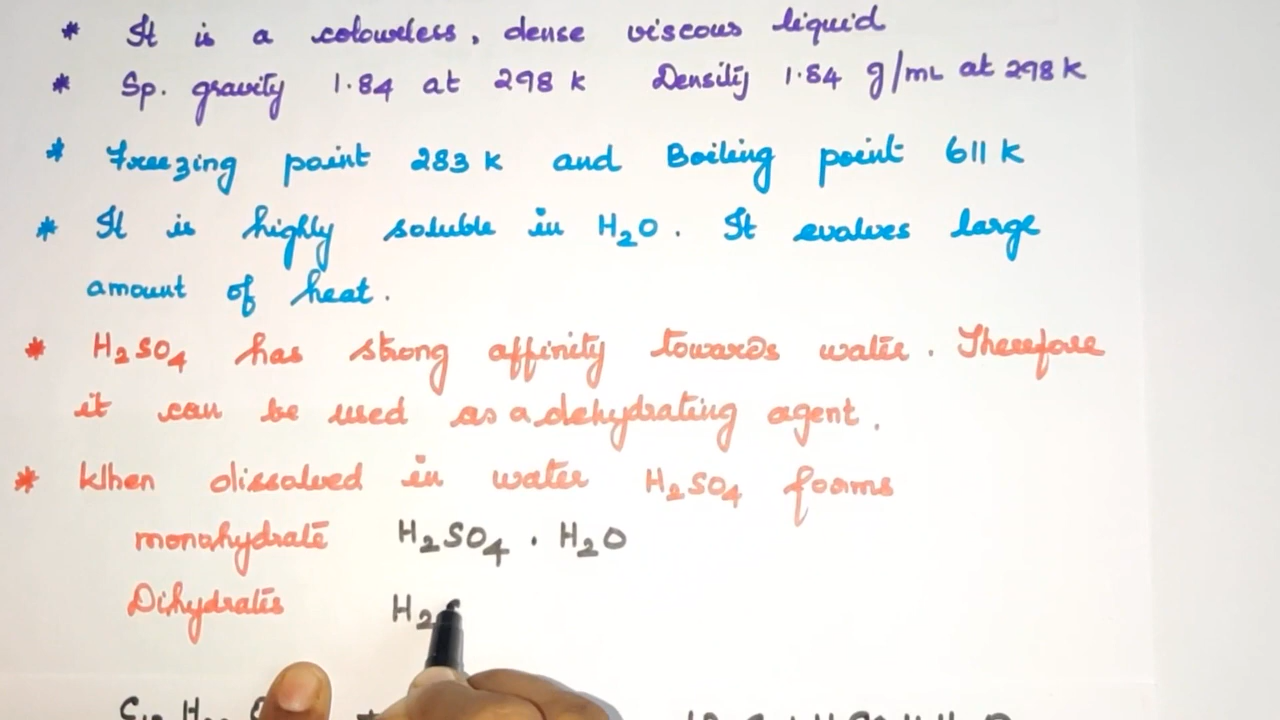 * It is a colourless, dense viscous liquid
* Sp. gravity 1.84 at 298 K Density 1.84 g/mL at 298 K
* Freezing point 283 K and Boiling point 611 K
* It is highly soluble in H₂O. It evolves large
amount of heat.
* H₂SO₄ has strong affinity towards water. Therefore
it can be used as a dehydrating agent.
* When dissolved in water H₂SO₄ forms
monohydrate H₂SO₄ . H₂O
Dihydrates H₂